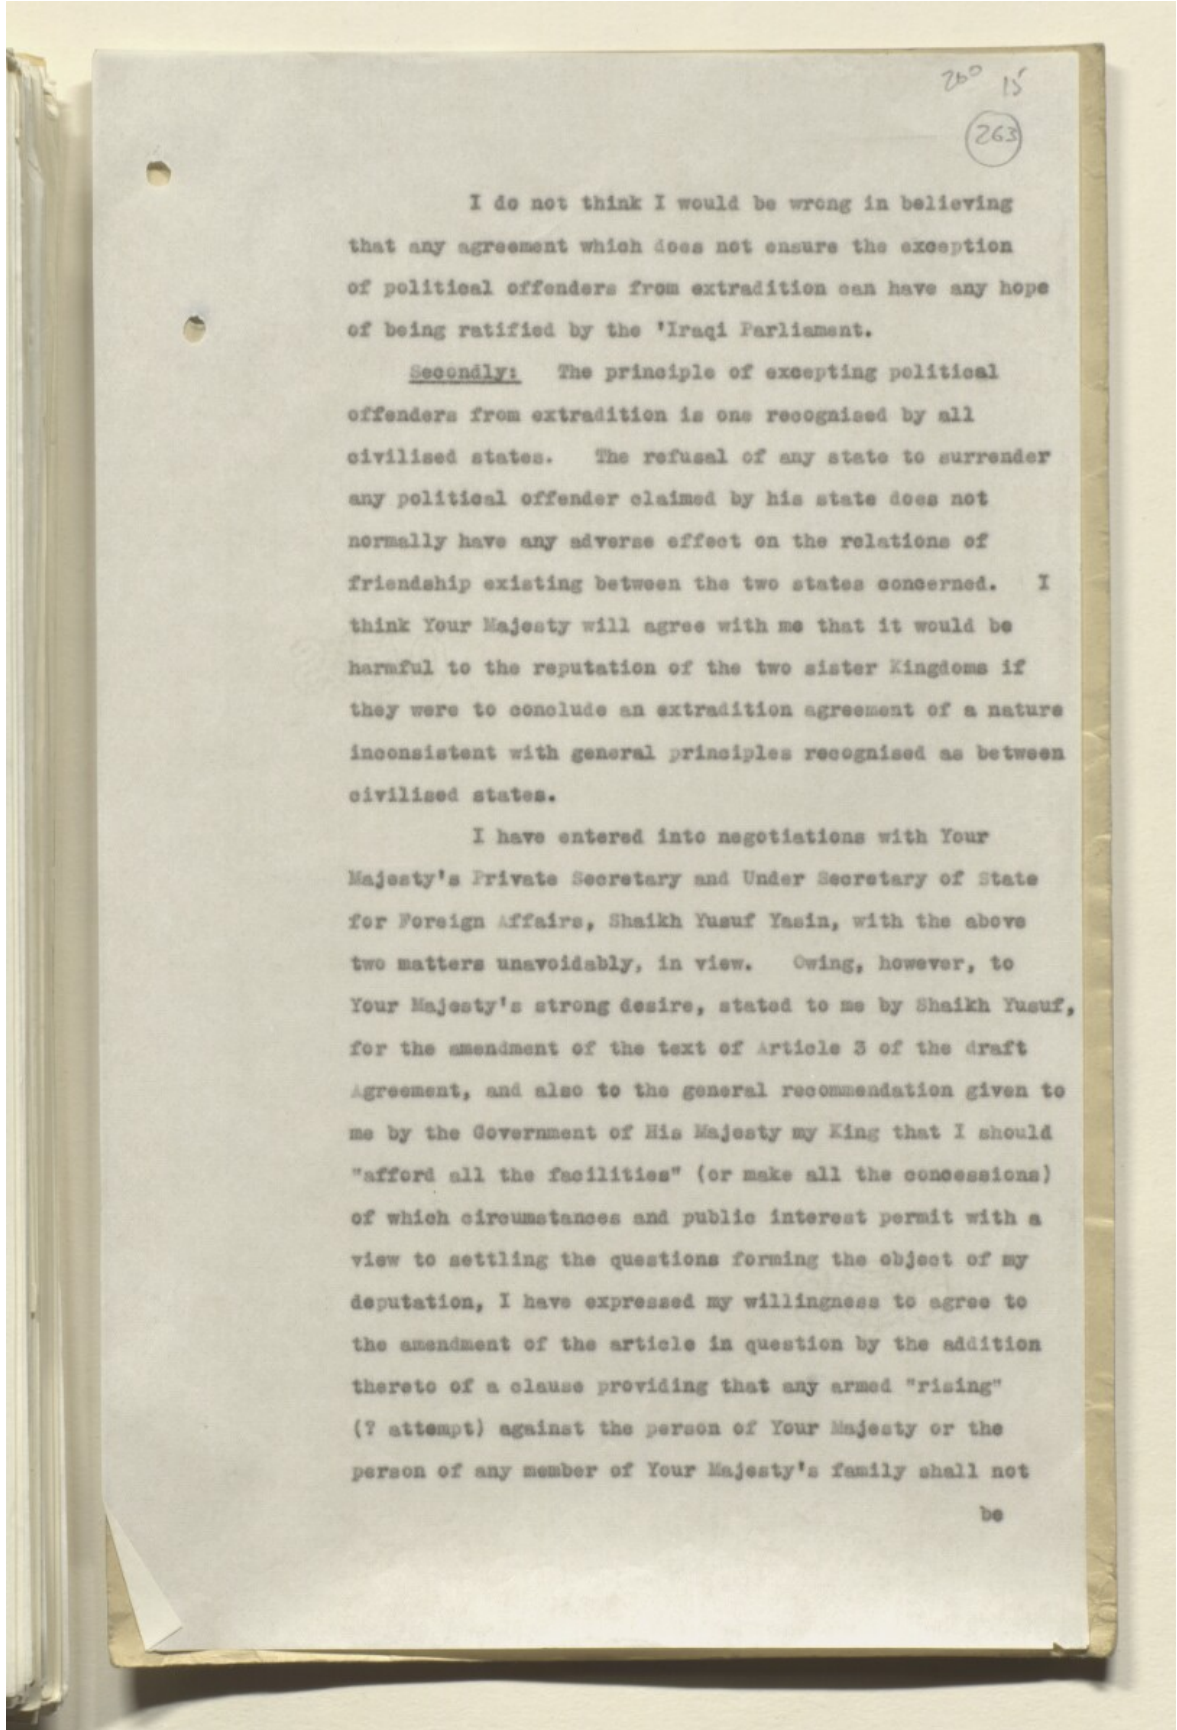 260 15
263
I do not think I would be wrong in believing
that any agreement which does not ensure the exception
of political offenders from extradition can have any hope
of being ratified by the 'Iraqi Parliament.
Secondly: The principle of excepting political
offenders from extradition is one recognised by all
civilised states. The refusal of any state to surrender
any political offender claimed by his state does not
normally have any adverse effect on the relations of
friendship existing between the two states concerned. I
think Your Majesty will agree with me that it would be
harmful to the reputation of the two sister Kingdoms if
they were to conclude an extradition agreement of a nature
inconsistent with general principles recognised as between
civilised states.
I have entered into negotiations with Your
Majesty's Private Secretary and Under Secretary of State
for Foreign Affairs, Shaikh Yusuf Yasin, with the above
two matters unavoidably, in view. Owing, however, to
Your Majesty's strong desire, stated to me by Shaikh Yusuf,
for the amendment of the text of Article 3 of the draft
Agreement, and also to the general recommendation given to
me by the Government of His Majesty my King that I should
"afford all the facilities" (or make all the concessions)
of which circumstances and public interest permit with a
view to settling the questions forming the object of my
deputation, I have expressed my willingness to agree to
the amendment of the article in question by the addition
thereto of a clause providing that any armed "rising"
(? attempt) against the person of Your Majesty or the
person of any member of Your Majesty's family shall not
be